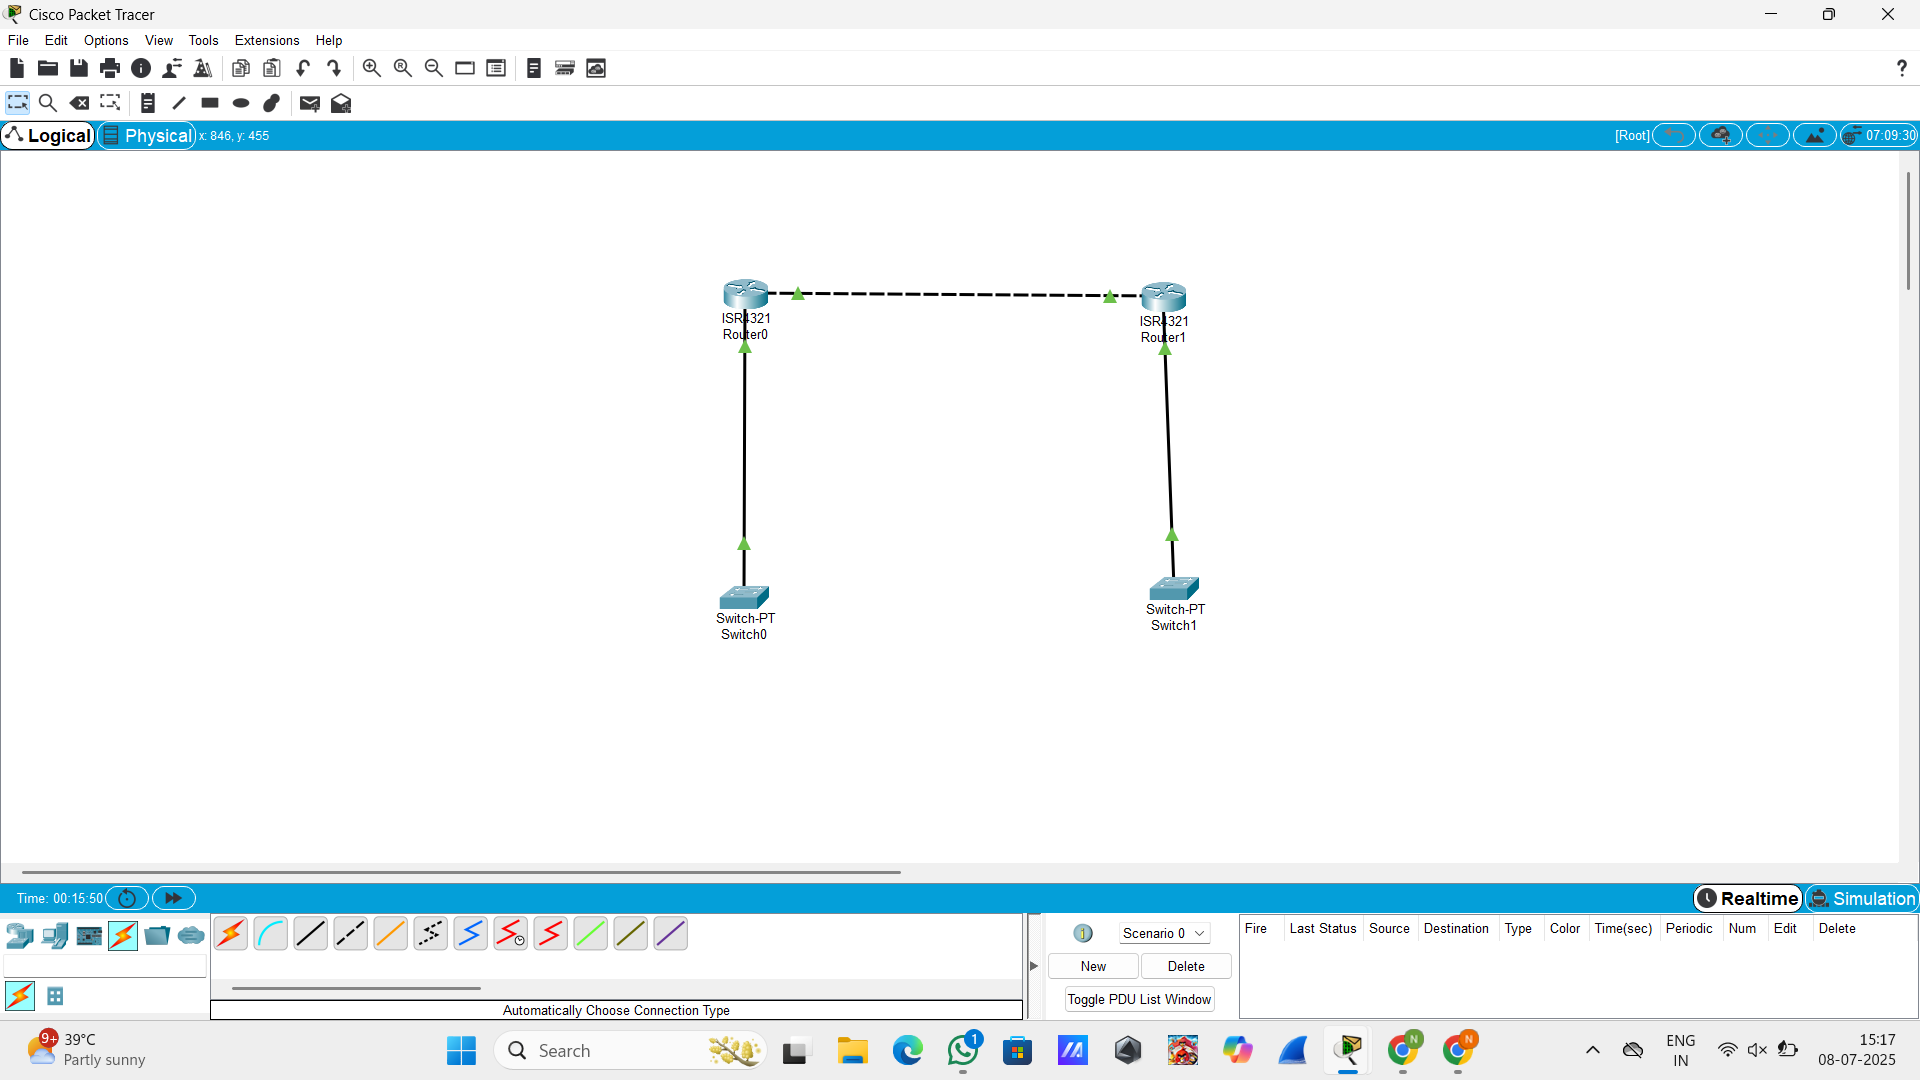 Cisco Packet Tracer
File Edit Options View Tools Extensions Help
?
Logical Physical x: 846, y: 455 [Root] 07:09:30
ISR4321
Router0
ISR4321
Router1
Switch-PT
Switch0
Switch-PT
Switch1
Time: 00:15:50 Realtime Simulation
Scenario 0
New Delete
Toggle PDU List Window
Fire Last Status Source Destination Type Color Time(sec) Periodic Num Edit Delete
Automatically Choose Connection Type
9+ 39°C
Partly sunny
Search
1
N
N
ENG
IN
15:17
08-07-2025